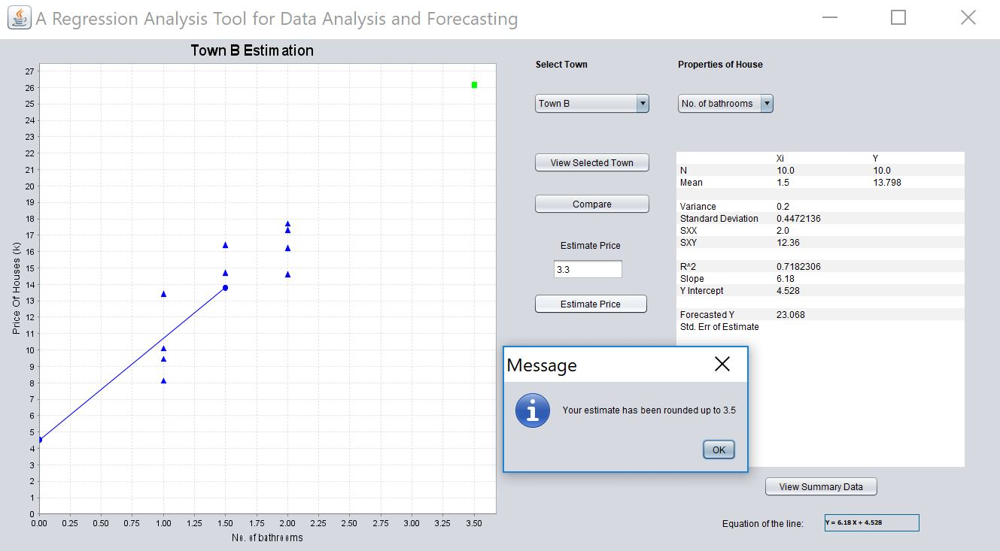 A Regression Analysis Tool for Data Analysis and Forecasting
Town B Estimation
27
26
25
24
23
22
21
20
19
18
17
16
15
14
13
12
11
10
9
8
7
6
5
4
3
2
1
0
Price Of Houses (k)
0.00 0.25 0.50 0.75 1.00 1.25 1.50 1.75 2.00 2.25 2.50 2.75 3.00 3.25 3.50
No. of bathrooms
Select Town
Properties of House
Town B
No. of bathrooms
View Selected Town
Compare
Estimate Price
3.3
Estimate Price
Xi Y
N 10.0 10.0
Mean 1.5 13.798
Variance 0.2
Standard Deviation 0.4472136
SXX 2.0
SXY 12.36
R^2 0.7182306
Slope 6.18
Y Intercept 4.528
Forecasted Y 23.068
Std. Err of Estimate
Message
Your estimate has been rounded up to 3.5
OK
View Summary Data
Equation of the line:
Y = 6.18 X + 4.528